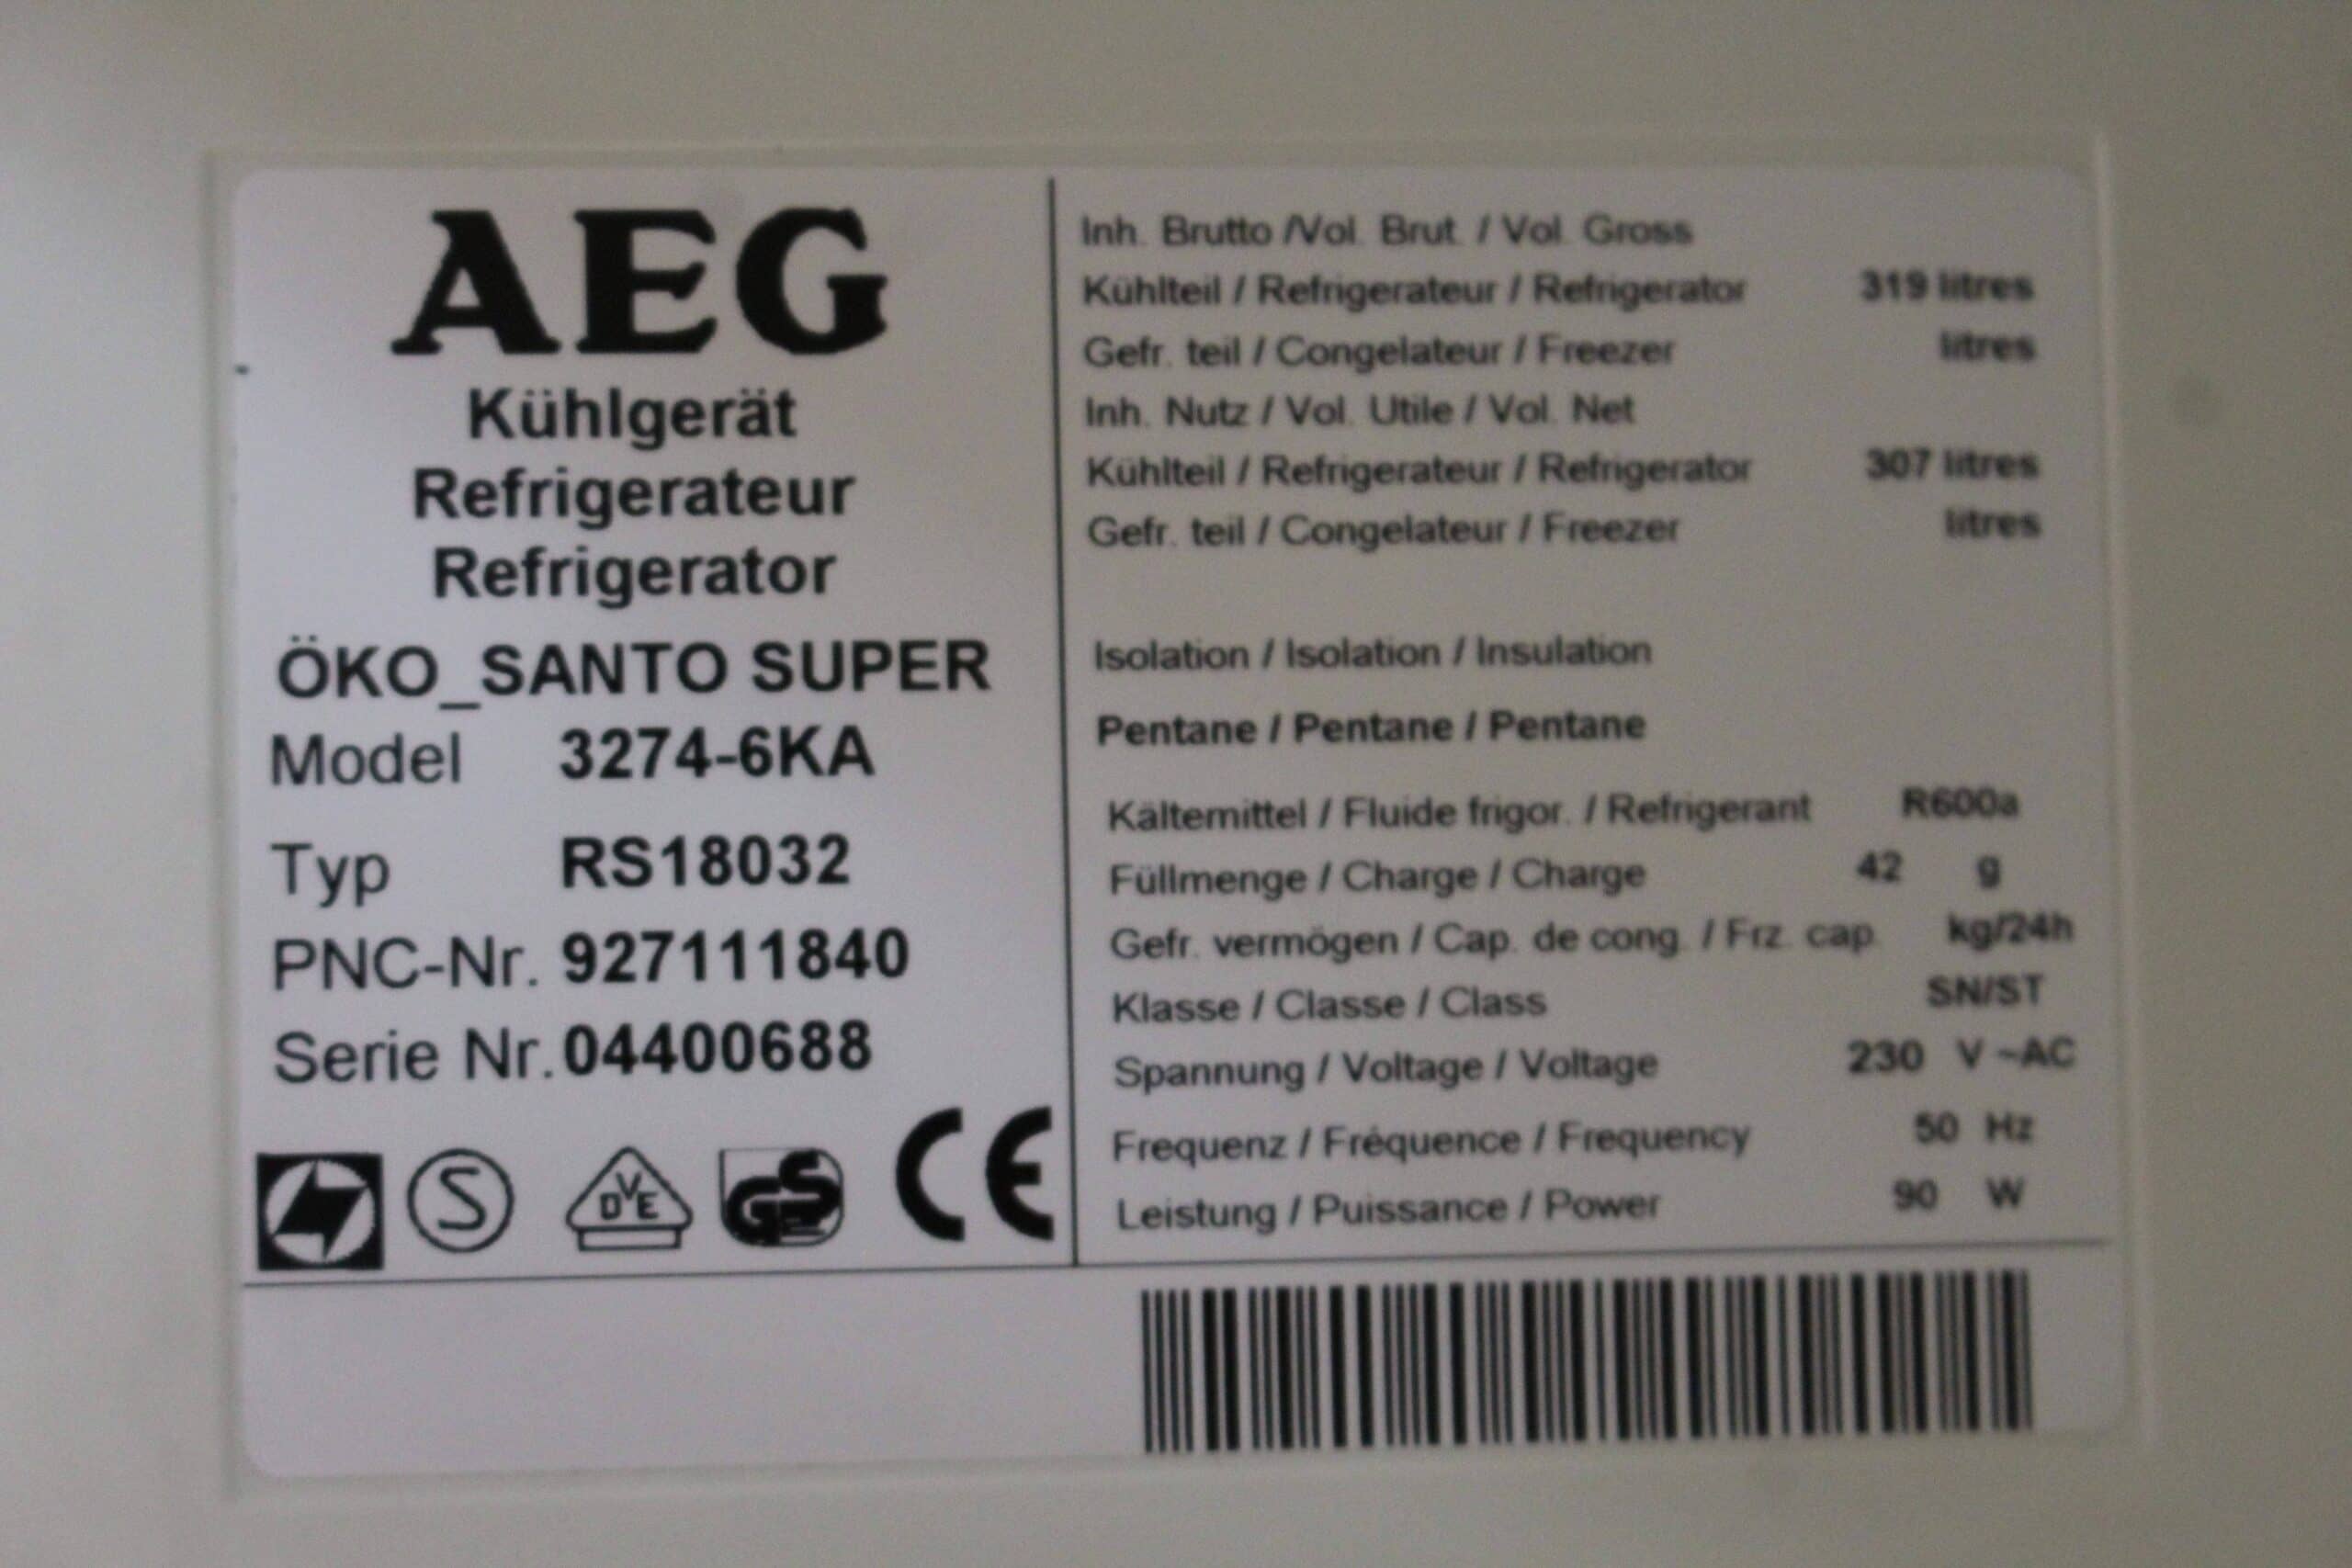 AEG
Kühlgerät
Refrigerateur
Refrigerator
ÖKO_SANTO SUPER
Model 3274-6KA
Typ RS18032
PNC-Nr. 927111840
Serie Nr. 04400688
S DVE GS CE
Inh. Brutto /Vol. Brut. / Vol. Gross
Kühlteil / Refrigerateur / Refrigerator 319 litres
Gefr. teil / Congelateur / Freezer litres
Inh. Nutz / Vol. Utile / Vol. Net
Kühlteil / Refrigerateur / Refrigerator 307 litres
Gefr. teil / Congelateur / Freezer litres
Isolation / Isolation / Insulation
Pentane / Pentane / Pentane
Kältemittel / Fluide frigor. / Refrigerant R600a
Füllmenge / Charge / Charge 42 g
Gefr. vermögen / Cap. de cong. / Frz. cap. kg/24h
Klasse / Classe / Class SN/ST
Spannung / Voltage / Voltage 230 V ~AC
Frequenz / Fréquence / Frequency 50 Hz
Leistung / Puissance / Power 90 W